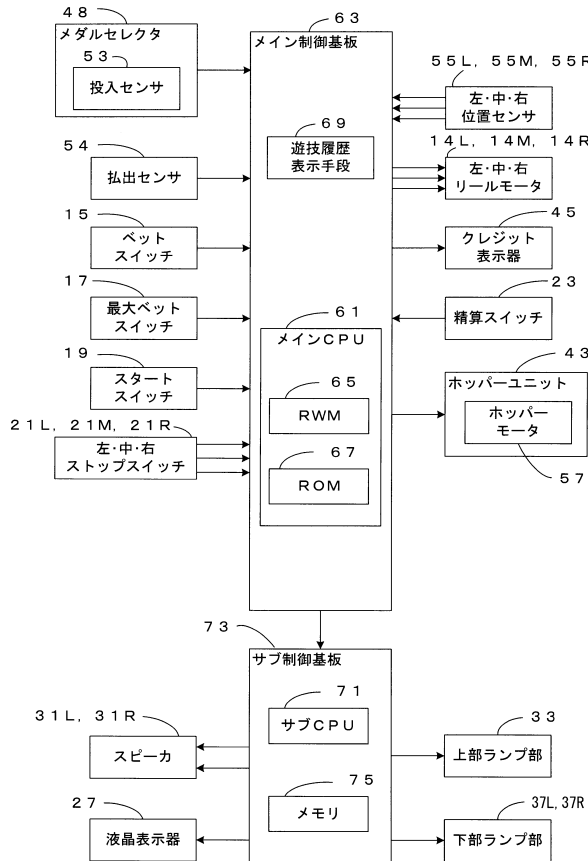 48
メダルセレクタ
53
投入センサ
54
払出センサ
15
ベット
スイッチ
17
最大ベット
スイッチ
19
スタート
スイッチ
21L, 21M, 21R
左・中・右
ストップスイッチ
63
メイン制御基板
69
遊技履歴
表示手段
61
メインCPU
65
RWM
67
ROM
55L, 55M, 55R
左・中・右
位置センサ
14L, 14M, 14R
左・中・右
リールモータ
45
クレジット
表示器
23
精算スイッチ
43
ホッパーユニット
ホッパー
モータ
57
73
サブ制御基板
71
サブCPU
75
メモリ
31L, 31R
スピーカ
27
液晶表示器
33
上部ランプ部
37L,37R
下部ランプ部